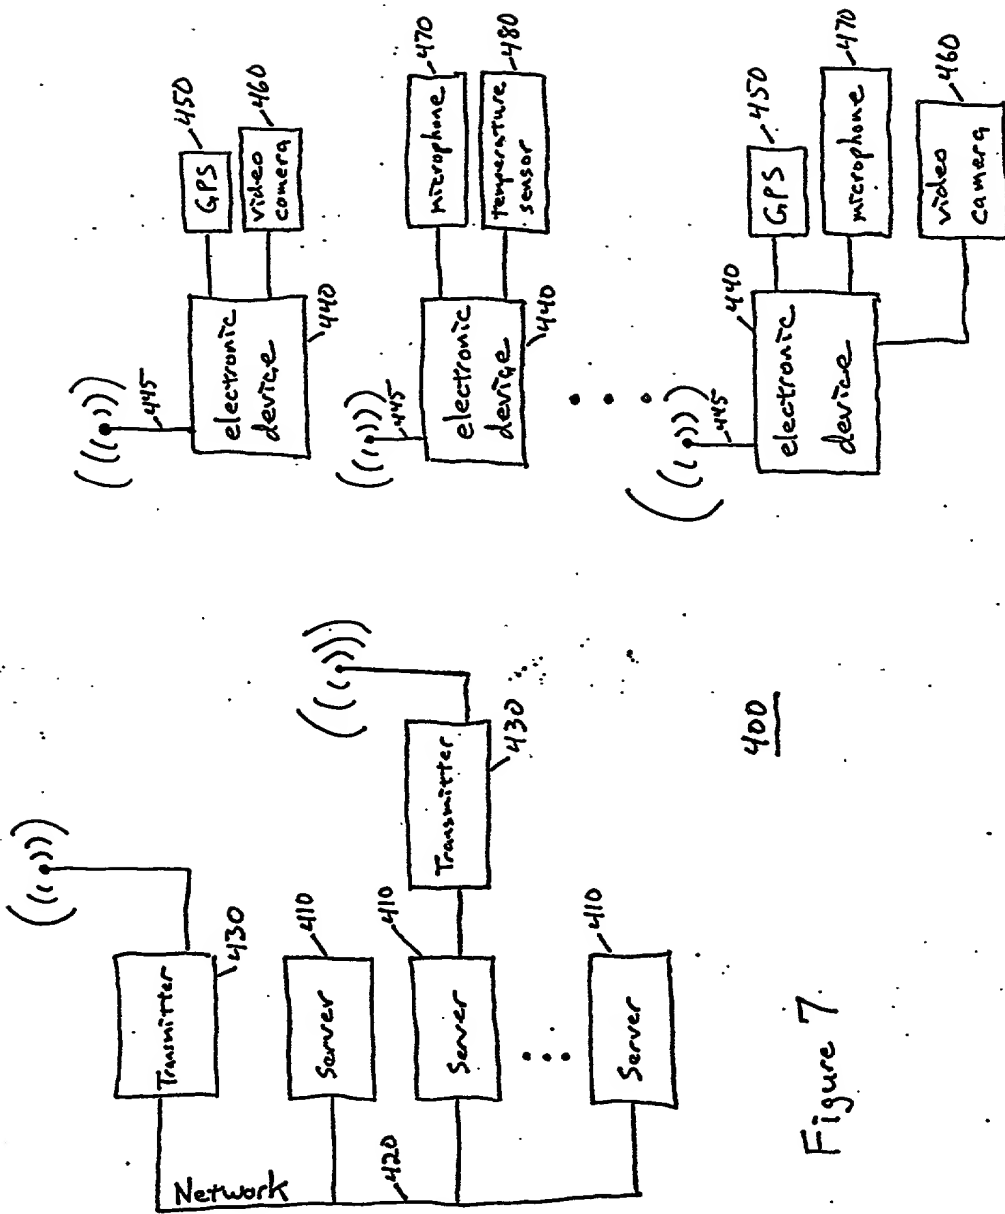 Network
420
Transmitter
430
Server
410
Server
410
Transmitter
430
Server
410
Figure 7
400
445
electronic
device
440
GPS
450
video
camera
460
445
electronic
device
440
microphone
470
temperature
sensor
480
445
electronic
device
440
GPS
450
microphone
470
video
camera
460